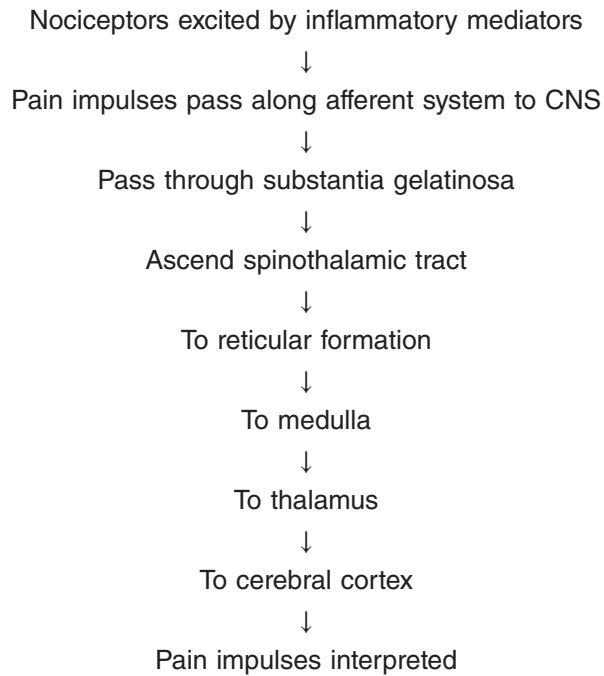 Nociceptors excited by inflammatory mediators
↓
Pain impulses pass along afferent system to CNS
↓
Pass through substantia gelatinosa
↓
Ascend spinothalamic tract
↓
To reticular formation
↓
To medulla
↓
To thalamus
↓
To cerebral cortex
↓
Pain impulses interpreted